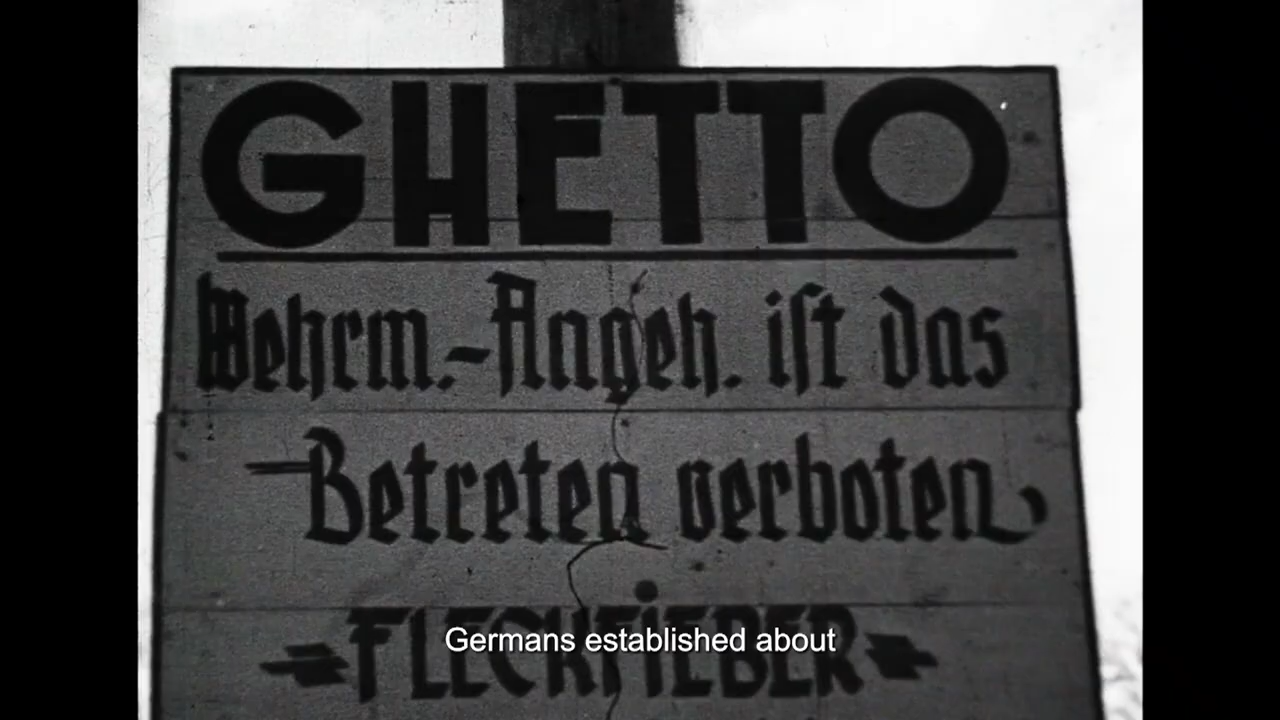 GHETTO
Wehrm.-Angeh. ist das
Betreten verboten
-FLECKFIEBER-
Germans established about